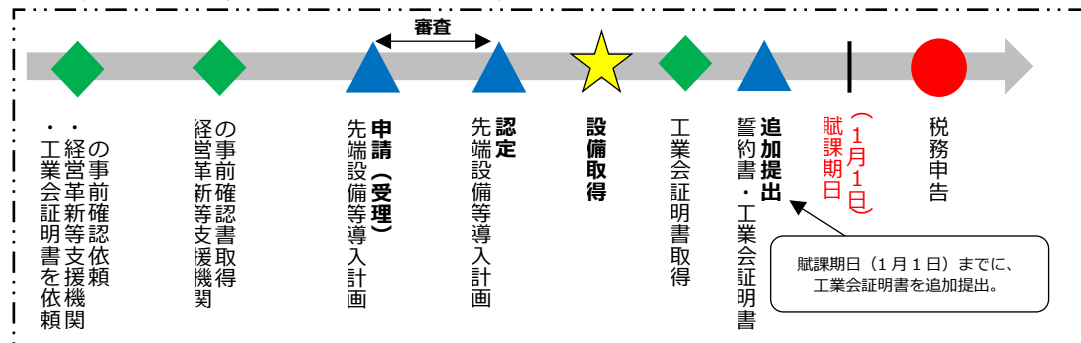 審査
・工業会証明書を依頼
・経営革新等支援機関
の事前確認依頼
経営革新等支援機関
の事前確認書取得
先端設備等導入計画
申請（受理）
先端設備等導入計画
認定
設備取得
工業会証明書取得
誓約書・工業会証明書
追加提出
賦課期日
（１月１日）
税務申告
賦課期日（１月１日）までに、
工業会証明書を追加提出。